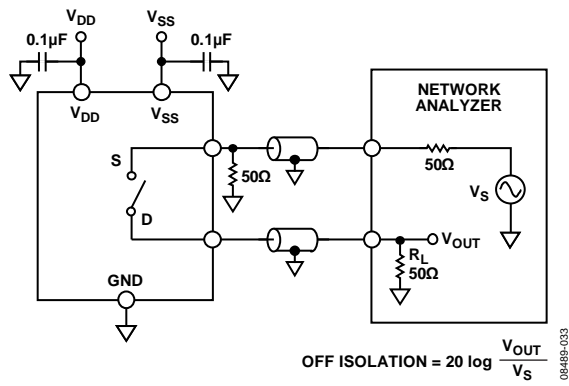 VDD
VSS
0.1µF
0.1µF
VDD
VSS
NETWORK
ANALYZER
S
D
50Ω
50Ω
VS
VOUT
RL
50Ω
GND
OFF ISOLATION = 20 log VOUT / VS
08489-033